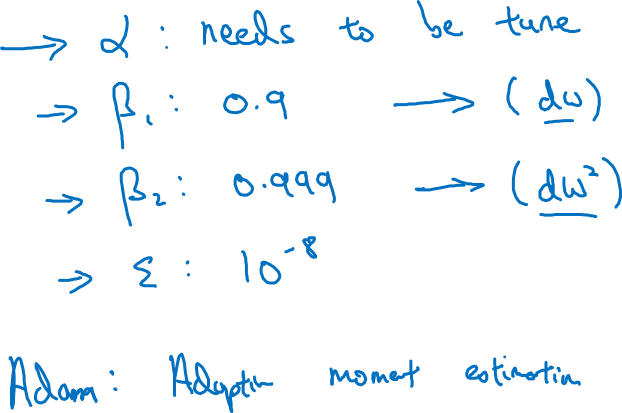 → α : needs to be tune
→ β₁ : 0.9 → (dw)
→ β₂ : 0.999 → (dw²)
→ ε : 10⁻⁸
Adam : Adaptin moment estimation